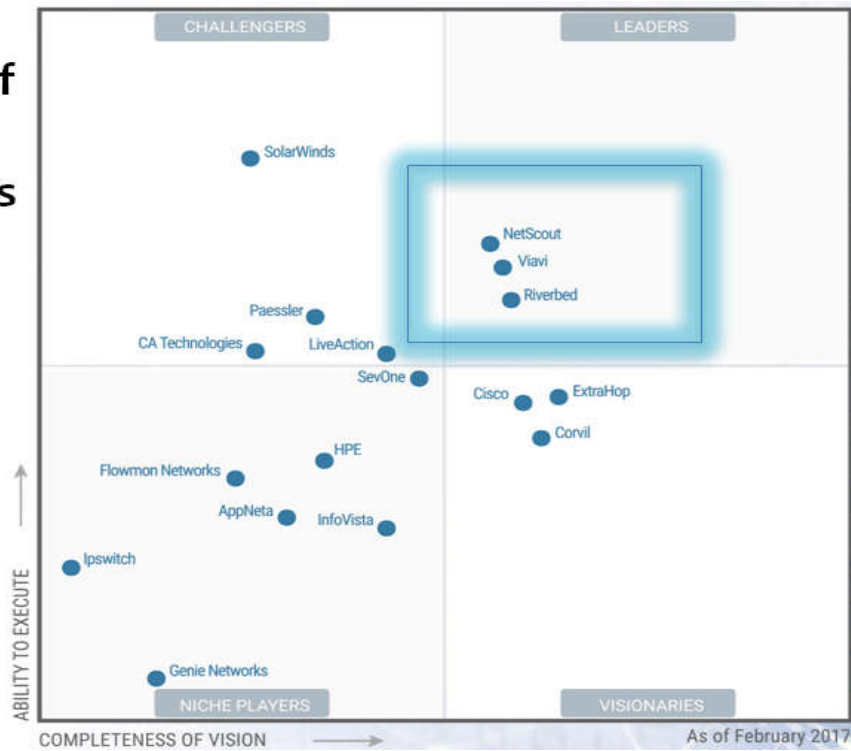 CHALLENGERS
LEADERS
f
s
SolarWinds
NetScout
Viavi
Riverbed
Paessler
CA Technologies
LiveAction
SevOne
Cisco
ExtraHop
Corvil
HPE
Flowmon Networks
AppNeta
InfoVista
Ipswitch
Genie Networks
ABILITY TO EXECUTE
NICHE PLAYERS
VISIONARIES
COMPLETENESS OF VISION
As of February 2017